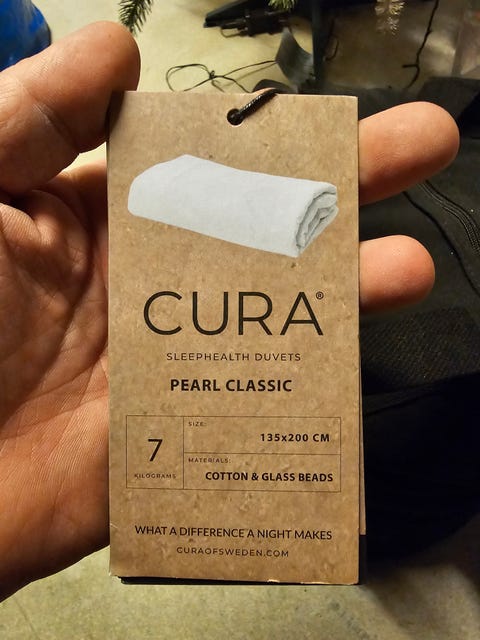 CURA®
SLEEPHEALTH DUVETS
PEARL CLASSIC
7
KILOGRAMS
SIZE:
135x200 CM
MATERIALS:
COTTON & GLASS BEADS
WHAT A DIFFERENCE A NIGHT MAKES
CURAOFSWEDEN.COM